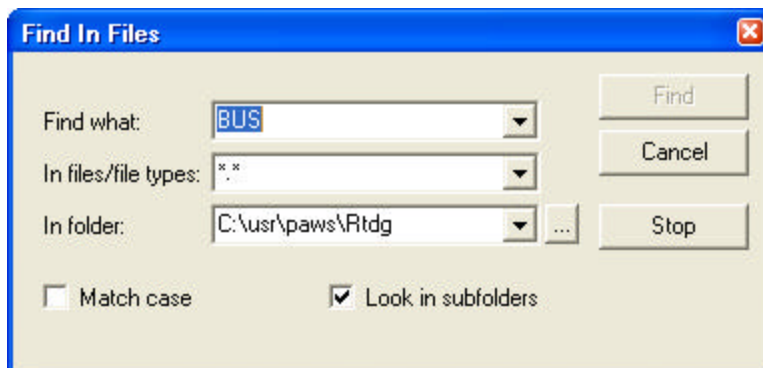 Find In Files
Find what: BUS
Find
In files/file types: *.*
Cancel
In folder: C:\usr\paws\Rtdg ...
Stop
Match case
Look in subfolders